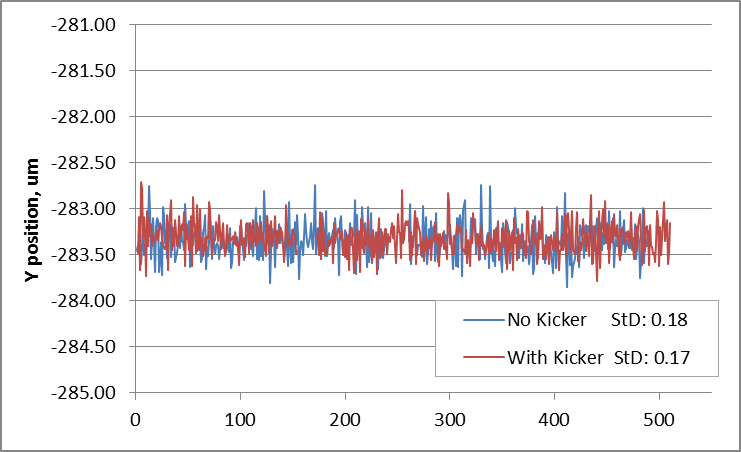 -281.00
-281.50
-282.00
-282.50
-283.00
-283.50
-284.00
-284.50
-285.00
Y position, um
No Kicker StD: 0.18
With Kicker StD: 0.17
0 100 200 300 400 500